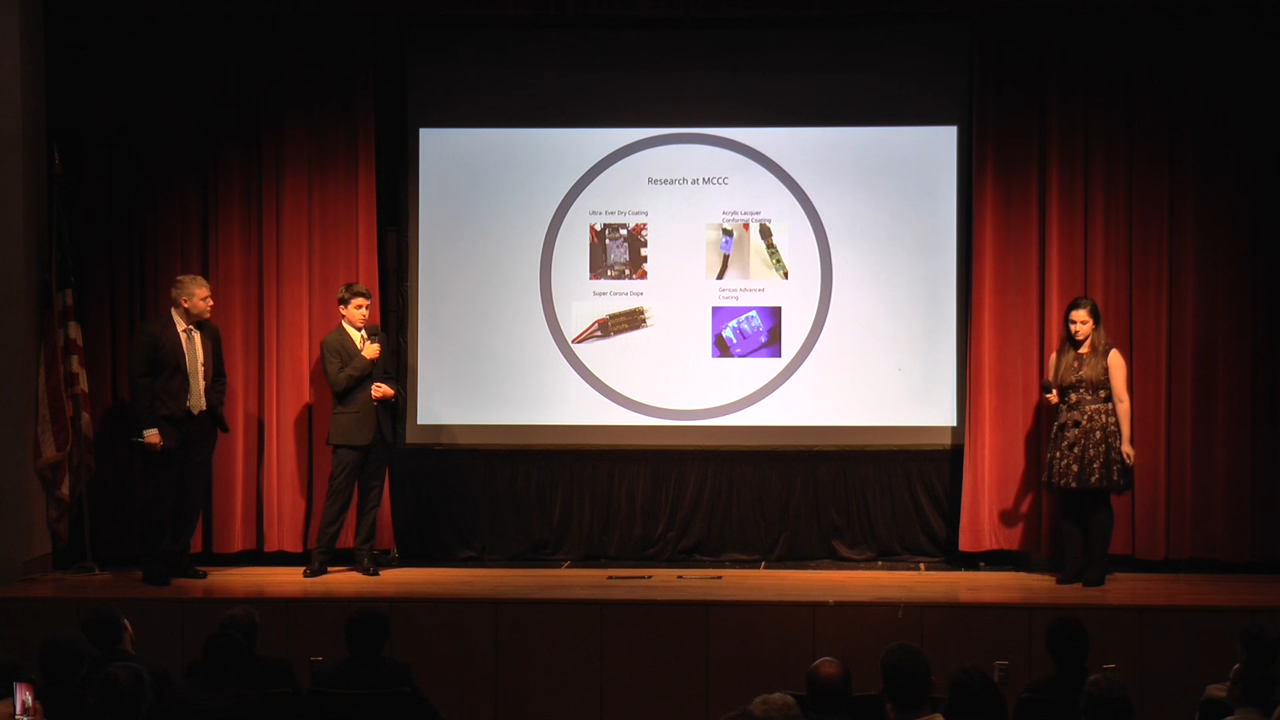 Research at MCCC
Ultra- Ever Dry Coating
Acrylic Lacquer
Conformal Coating
Super Corona Dope
Gentoo Advanced
Coating